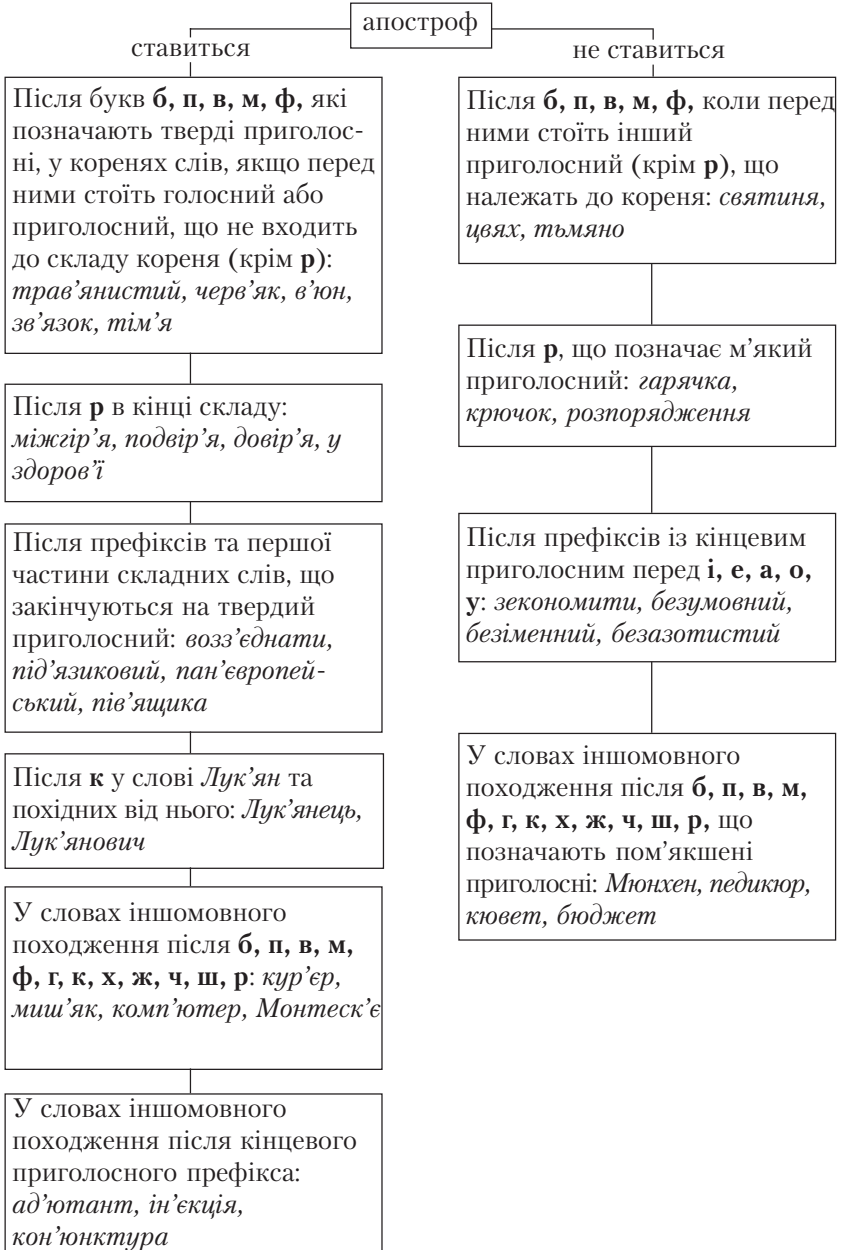 апостроф
ставиться
Після букв б, п, в, м, ф, які
позначають тверді приголос-
ні, у коренях слів, якщо перед
ними стоїть голосний або
приголосний, що не входить
до складу кореня (крім р):
трав’янистий, черв’як, в’юн,
зв’язок, тім’я
Після р в кінці складу:
міжгір’я, подвір’я, довір’я, у
здоров’ї
Після префіксів та першої
частини складних слів, що
закінчуються на твердий
приголосний: возз’єднати,
під’язиковий, пан’європей-
ський, пів’ящика
Після к у слові Лук’ян та
похідних від нього: Лук’янець,
Лук’янович
У словах іншомовного
походження після б, п, в, м,
ф, г, к, х, ж, ч, ш, р: кур’єр,
миш’як, комп’ютер, Монтеск’є
У словах іншомовного
походження після кінцевого
приголосного префікса:
ад’ютант, ін’єкція,
кон’юнктура
не ставиться
Після б, п, в, м, ф, коли перед
ними стоїть інший
приголосний (крім р), що
належать до кореня: святиня,
цвях, тьмяно
Після р, що позначає м’який
приголосний: гарячка,
крючок, розпорядження
Після префіксів із кінцевим
приголосним перед і, е, а, о,
у: зекономити, безумовний,
безіменний, безазотистий
У словах іншомовного
походження після б, п, в, м,
ф, г, к, х, ж, ч, ш, р, що
позначають пом’якшені
приголосні: Мюнхен, педикюр,
кювет, бюджет